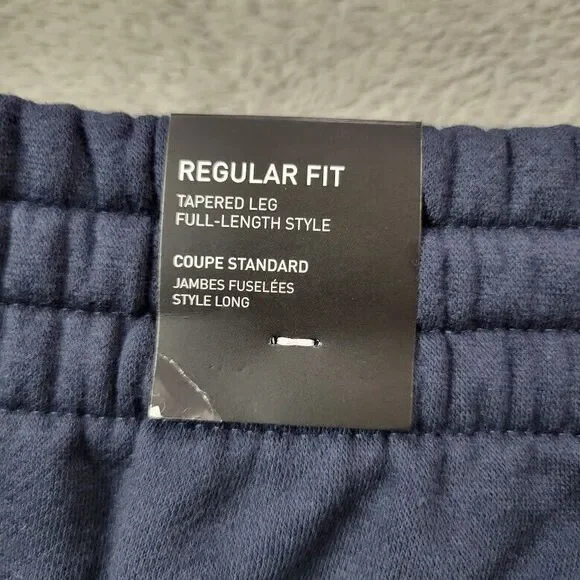 REGULAR FIT
TAPERED LEG
FULL-LENGTH STYLE
COUPE STANDARD
JAMBES FUSELÉES
STYLE LONG